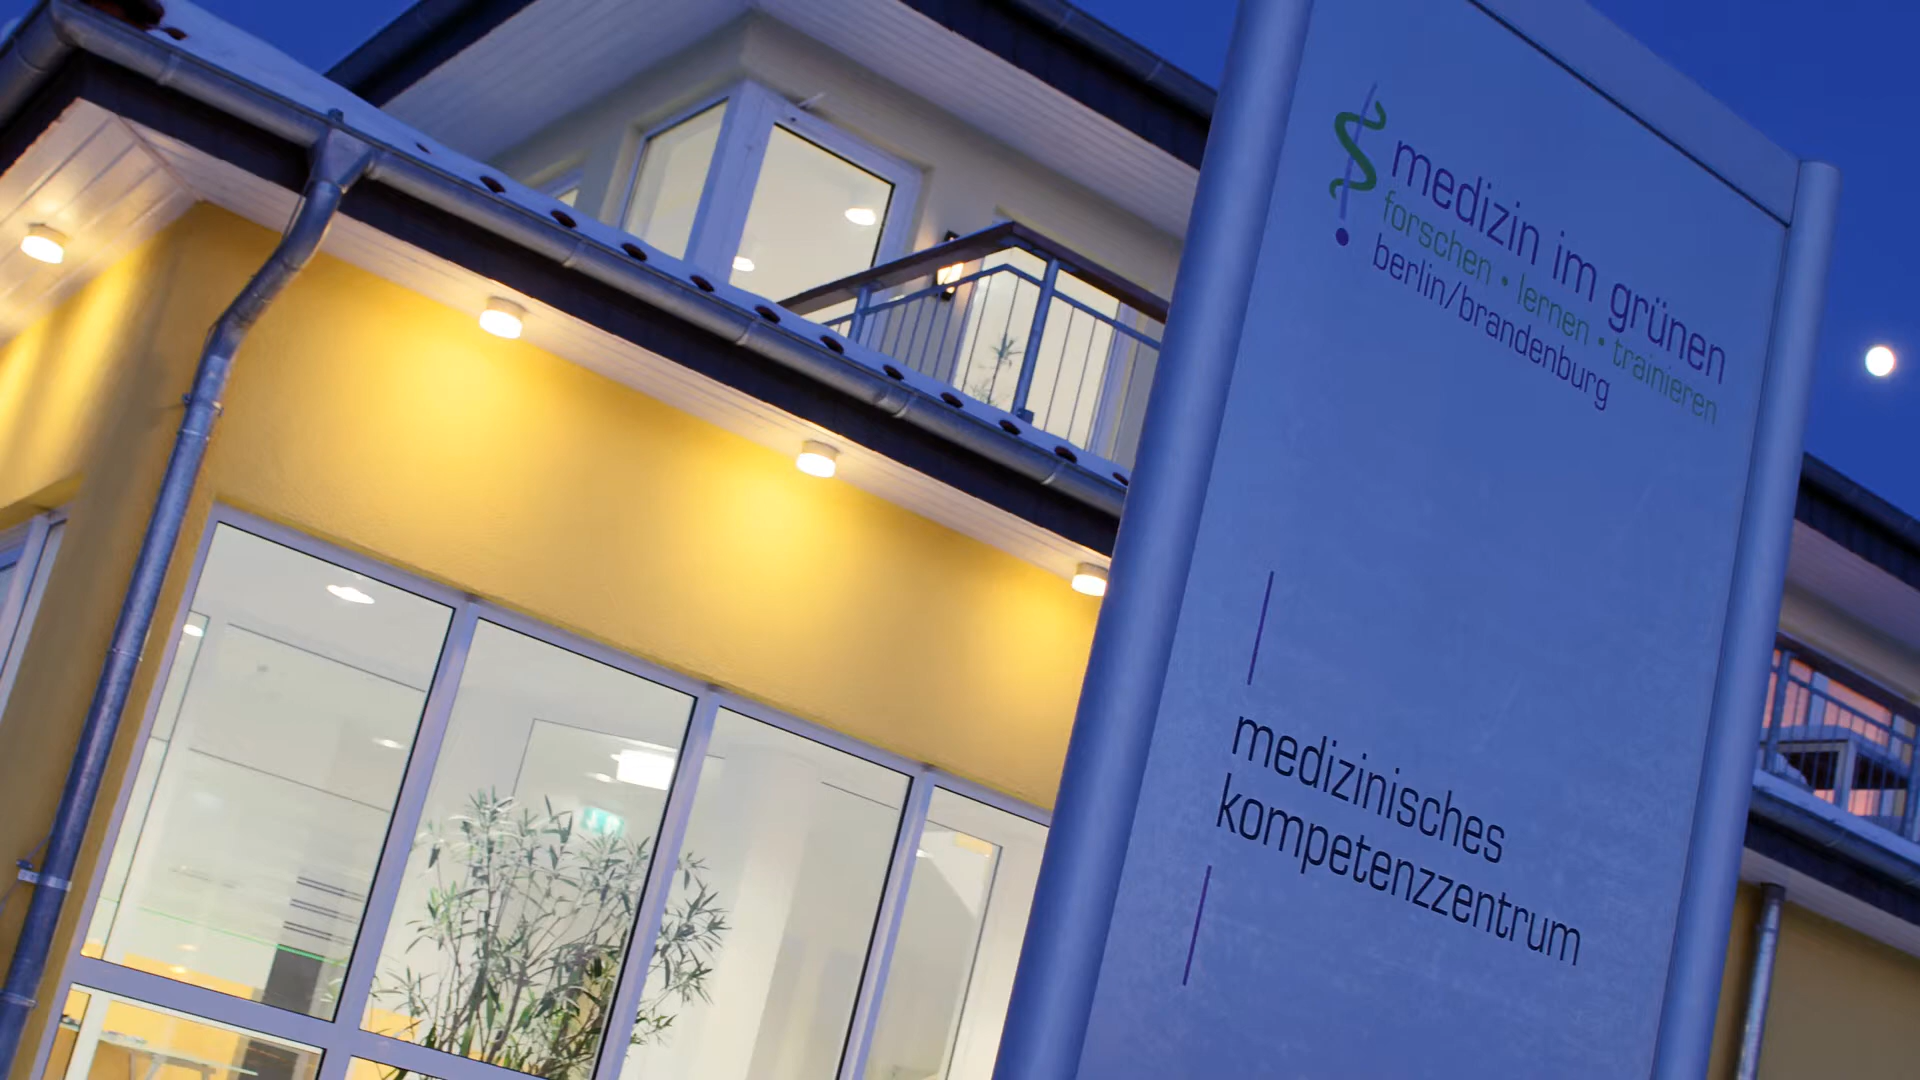 medizin im grünen
forschen • lernen • trainieren
berlin/brandenburg
medizinisches
kompetenzzentrum